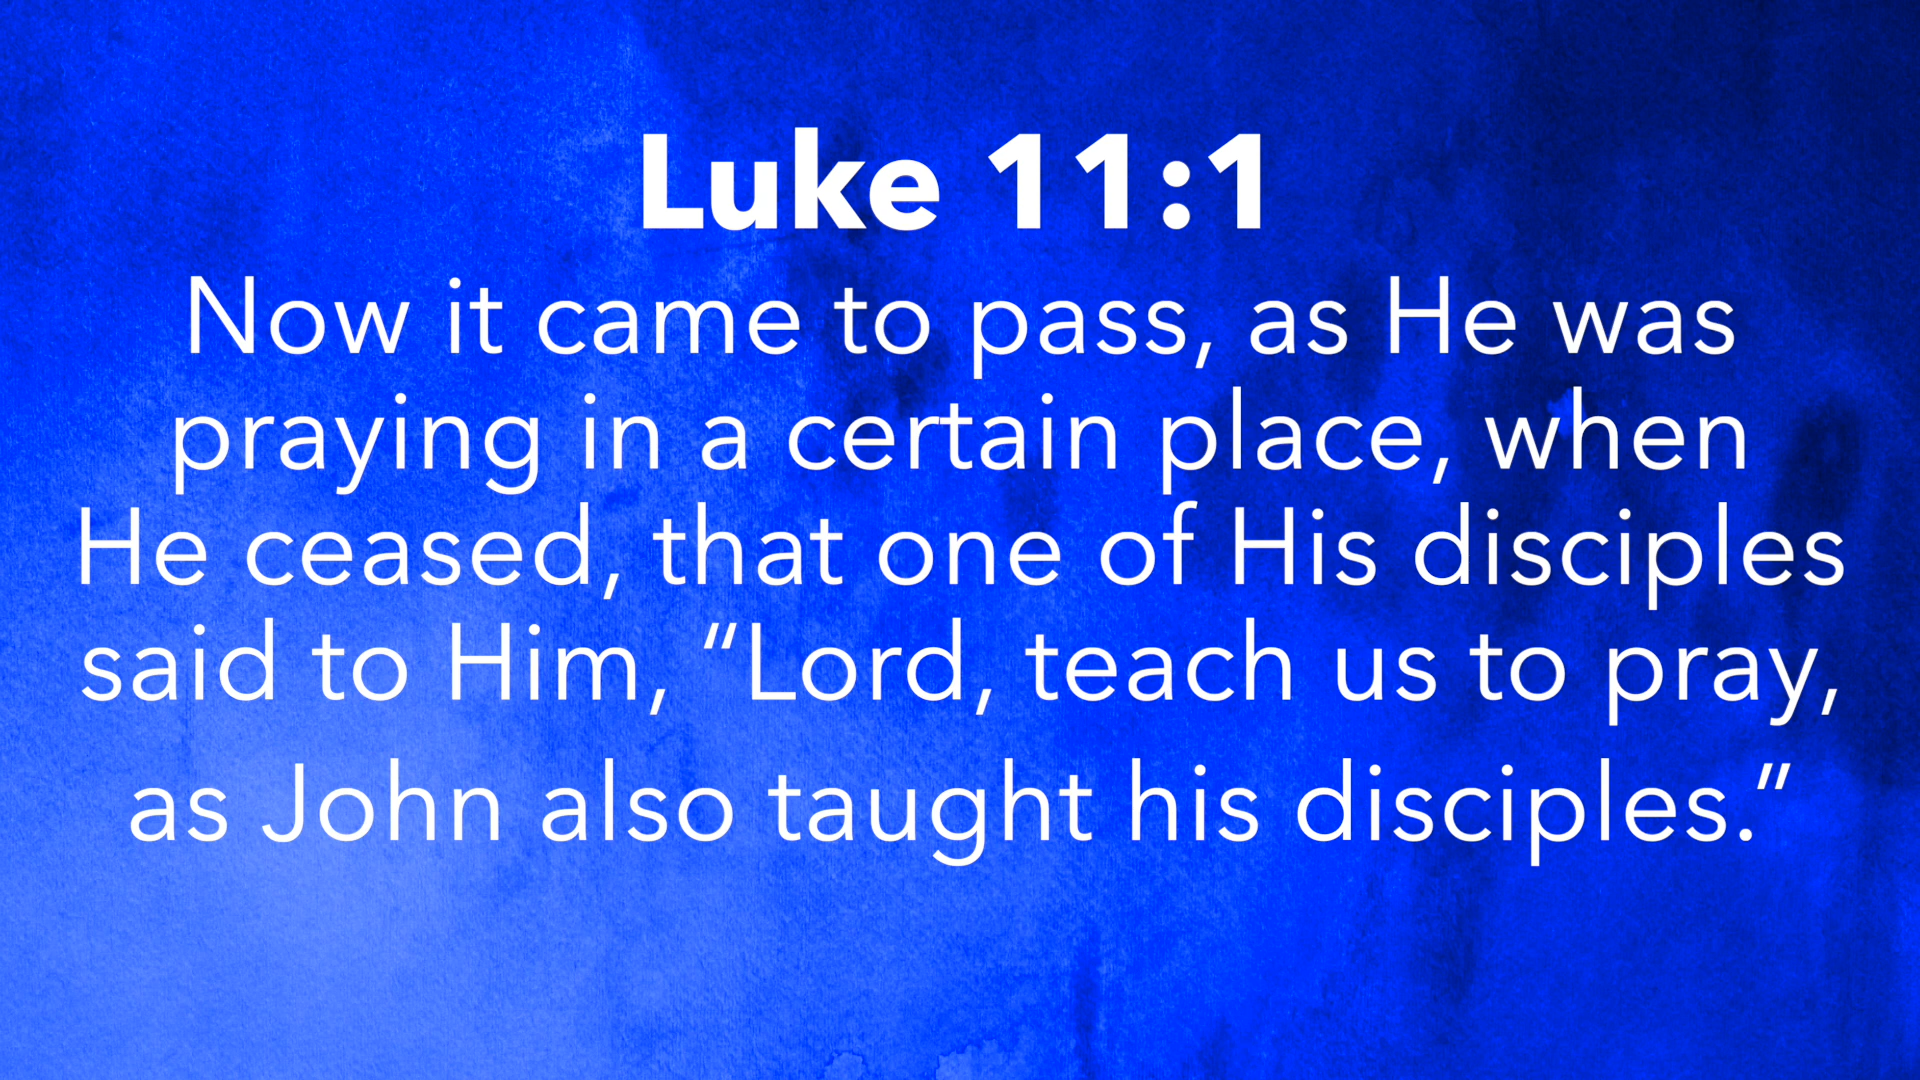 Luke 11:1
Now it came to pass, as He was
praying in a certain place, when
He ceased, that one of His disciples
said to Him, “Lord, teach us to pray,
as John also taught his disciples.”